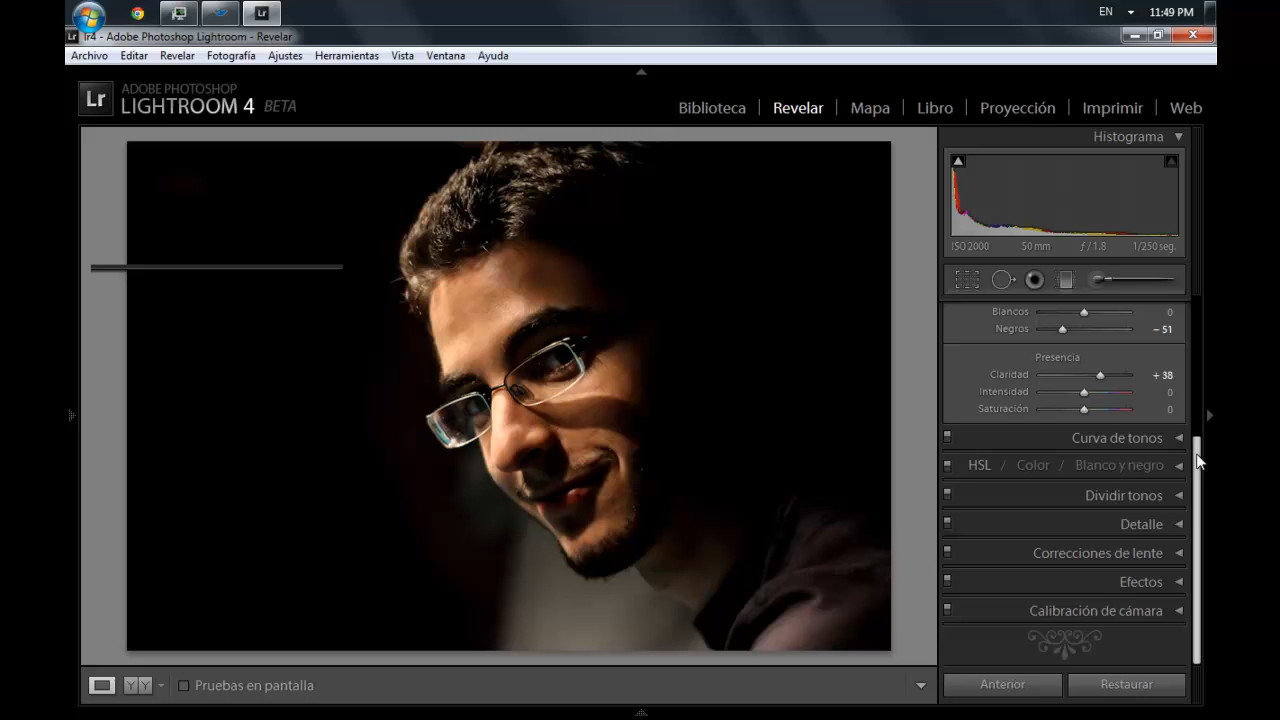 EN
11:49 PM
lr4 - Adobe Photoshop Lightroom - Revelar
Archivo Editar Revelar Fotografía Ajustes Herramientas Vista Ventana Ayuda
Lr
ADOBE PHOTOSHOP
LIGHTROOM 4 BETA
Biblioteca | Revelar | Mapa | Libro | Proyección | Imprimir | Web
Histograma
ISO 2000 50 mm ƒ / 1.8 1/250 seg.
Blancos 0
Negros – 51
Presencia
Claridad + 38
Intensidad 0
Saturación 0
Curva de tonos
HSL / Color / Blanco y negro
Dividir tonos
Detalle
Correcciones de lente
Efectos
Calibración de cámara
YY Pruebas en pantalla
Anterior Restaurar